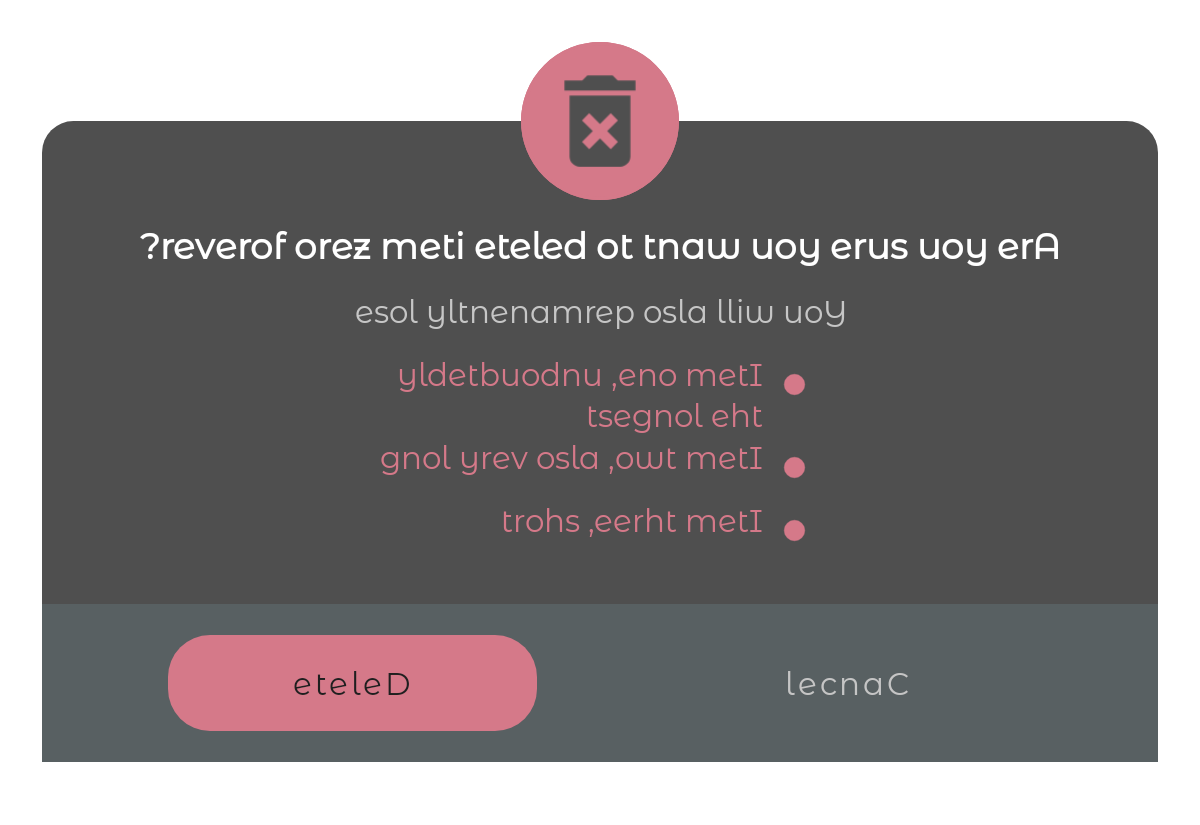 ?reverof orez meti eteled ot tnaw uoy erus uoy erA
esol yltnenamrep osla lliw uoY
yldetbuodnu ,eno metI
tsegnol eht
gnol yrev osla ,owt metI
trohs ,eerht metI
eteleD
lecnaC